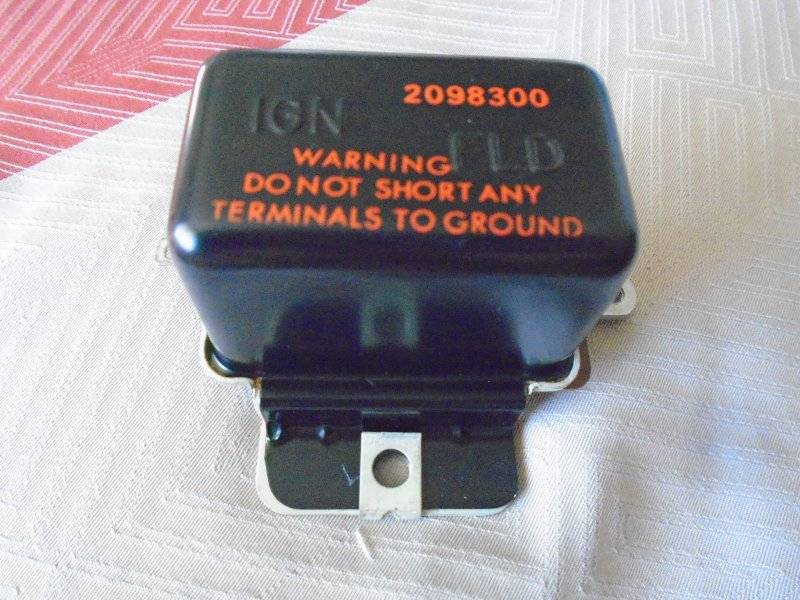 2098300
IGN
FLD
WARNING
DO NOT SHORT ANY
TERMINALS TO GROUND